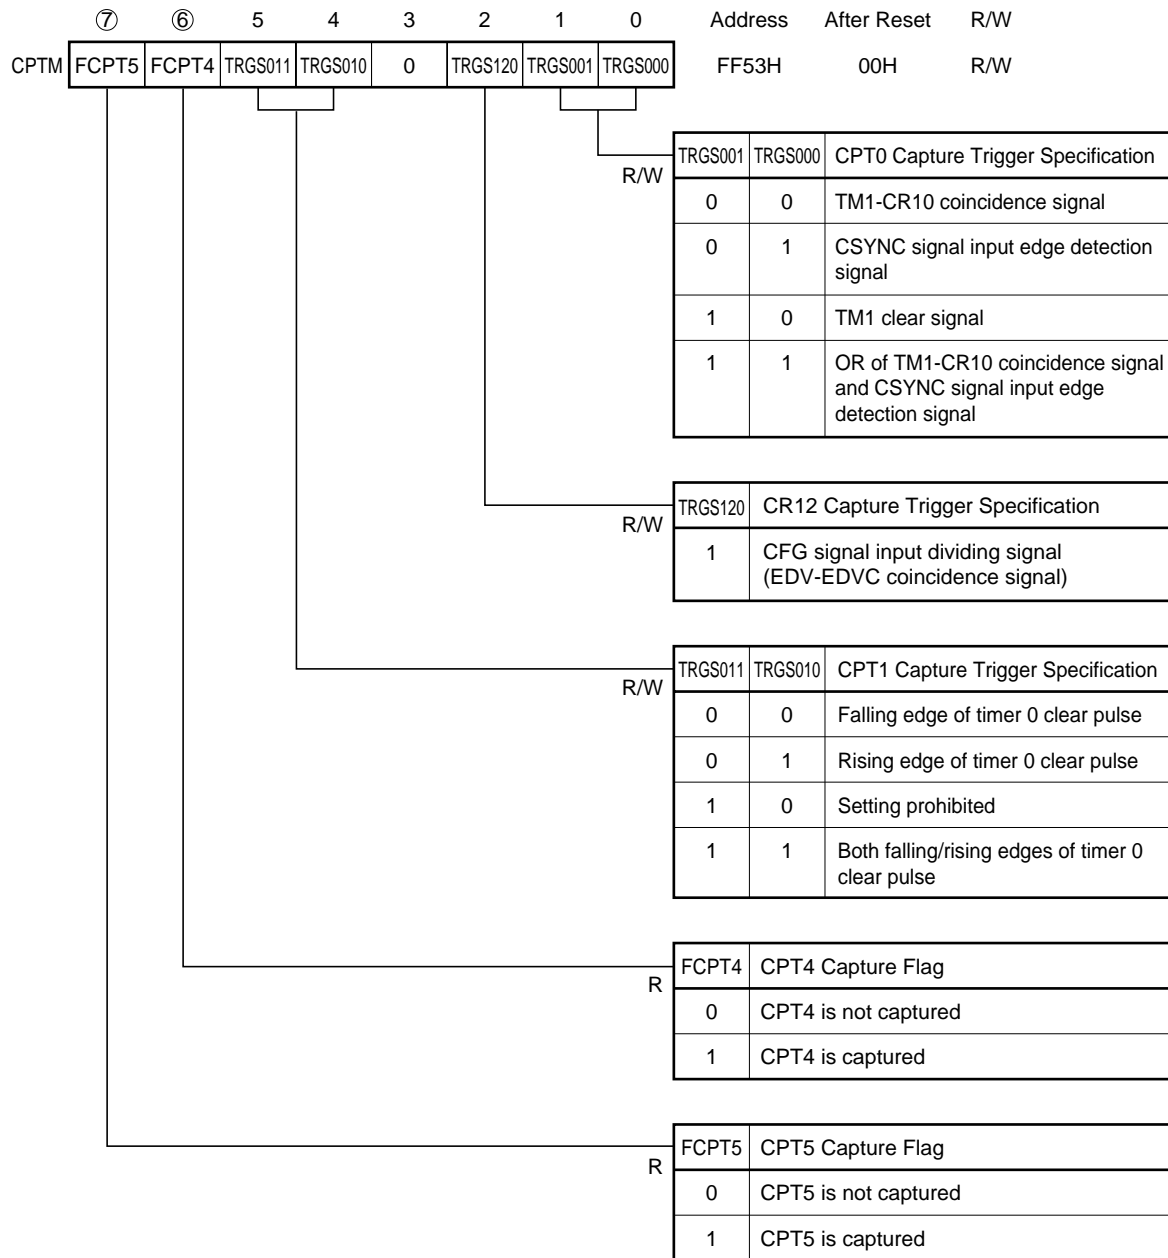 ⑦ ⑥ 5 4 3 2 1 0 Address After Reset R/W
CPTM FCPT5 FCPT4 TRGS011 TRGS010 0 TRGS120 TRGS001 TRGS000 FF53H 00H R/W
R/W
TRGS001 TRGS000 CPT0 Capture Trigger Specification
0 0 TM1-CR10 coincidence signal
0 1 CSYNC signal input edge detection
signal
1 0 TM1 clear signal
1 1 OR of TM1-CR10 coincidence signal
and CSYNC signal input edge
detection signal
R/W
TRGS120 CR12 Capture Trigger Specification
1 CFG signal input dividing signal
(EDV-EDVC coincidence signal)
R/W
TRGS011 TRGS010 CPT1 Capture Trigger Specification
0 0 Falling edge of timer 0 clear pulse
0 1 Rising edge of timer 0 clear pulse
1 0 Setting prohibited
1 1 Both falling/rising edges of timer 0
clear pulse
R
FCPT4 CPT4 Capture Flag
0 CPT4 is not captured
1 CPT4 is captured
R
FCPT5 CPT5 Capture Flag
0 CPT5 is not captured
1 CPT5 is captured